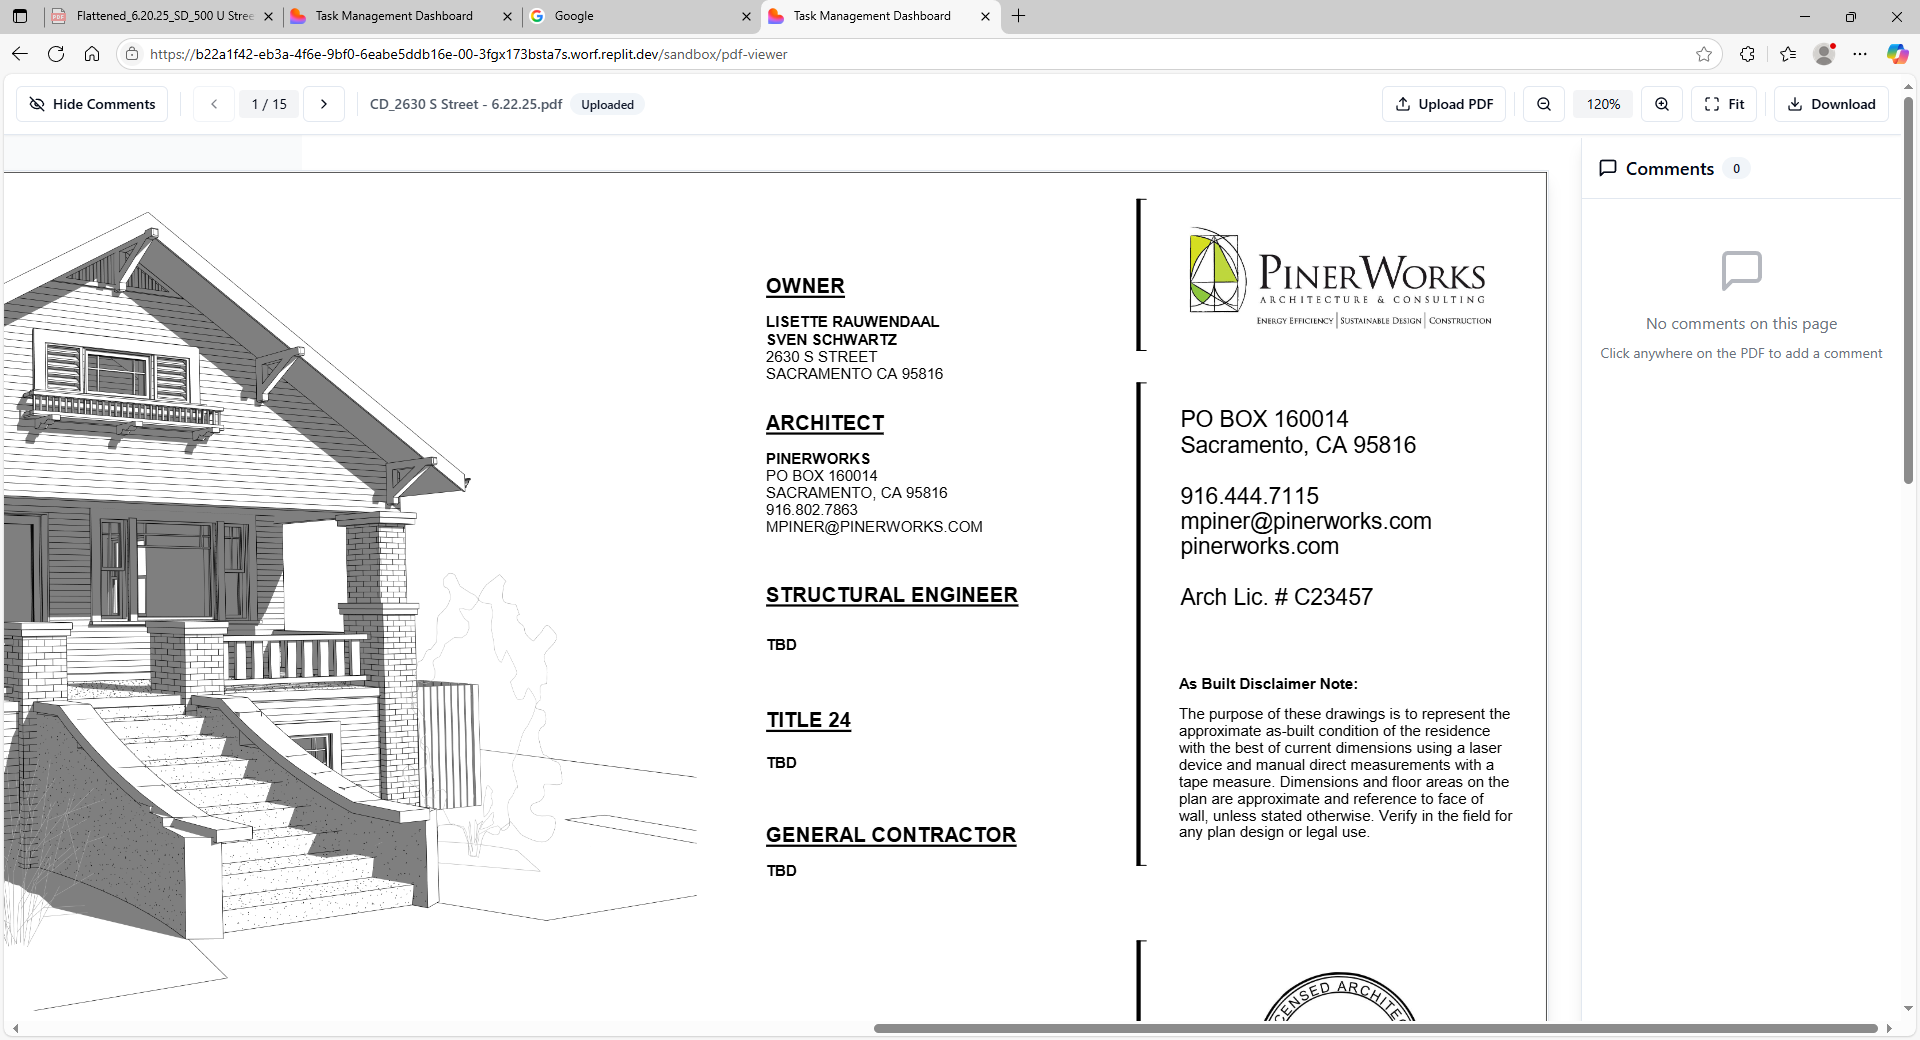 Flattened_6.20.25_SD_500 U Stree
Task Management Dashboard
Google
Task Management Dashboard
https://b22a1f42-eb3a-4f6e-9bf0-6eabe5ddb16e-00-3fgx173bsta7s.worf.replit.dev/sandbox/pdf-viewer
Hide Comments
1 / 15
CD_2630 S Street - 6.22.25.pdf
Uploaded
Upload PDF
120%
Fit
Download
OWNER
LISETTE RAUWENDAAL
SVEN SCHWARTZ
2630 S STREET
SACRAMENTO CA 95816
ARCHITECT
PINERWORKS
PO BOX 160014
SACRAMENTO, CA 95816
916.802.7863
MPINER@PINERWORKS.COM
STRUCTURAL ENGINEER
TBD
TITLE 24
TBD
GENERAL CONTRACTOR
TBD
PINERWORKS
ARCHITECTURE & CONSULTING
ENERGY EFFICIENCY | SUSTAINABLE DESIGN | CONSTRUCTION
PO BOX 160014
Sacramento, CA 95816
916.444.7115
mpiner@pinerworks.com
pinerworks.com
Arch Lic. # C23457
As Built Disclaimer Note:
The purpose of these drawings is to represent the
approximate as-built condition of the residence
with the best of current dimensions using a laser
device and manual direct measurements with a
tape measure. Dimensions and floor areas on the
plan are approximate and reference to face of
wall, unless stated otherwise. Verify in the field for
any plan design or legal use.
CENSED ARCHITEC
Comments
0
No comments on this page
Click anywhere on the PDF to add a comment